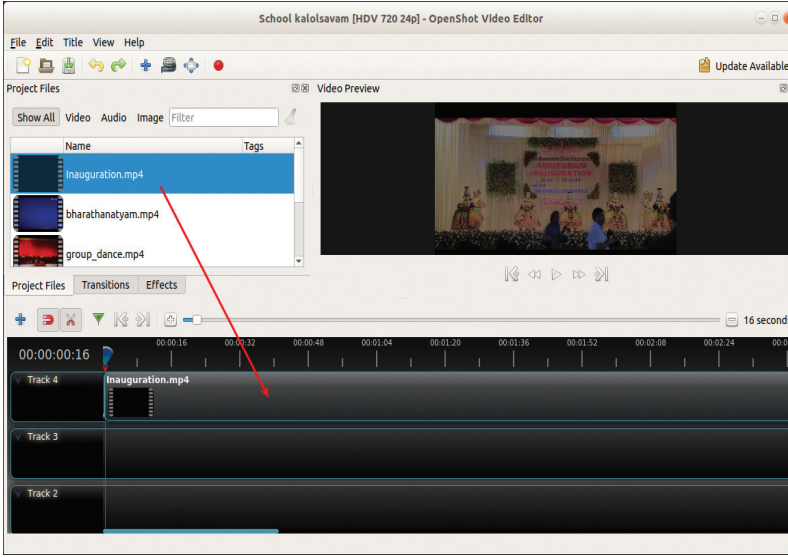 School kalolsavam [HDV 720 24p] - OpenShot Video Editor
File Edit Title View Help
Update Available
Project Files
Video Preview
Show All Video Audio Image Filter
Name Tags
Inauguration.mp4
bharathanatyam.mp4
group_dance.mp4
AUDITORIUM
INAUGURATION
Project Files Transitions Effects
16 seconds
00:00:00:16
00:00:16 00:00:32 00:00:48 00:01:04 00:01:20 00:01:36 00:01:52 00:02:08 00:02:24 00:0
Track 4
Inauguration.mp4
Track 3
Track 2